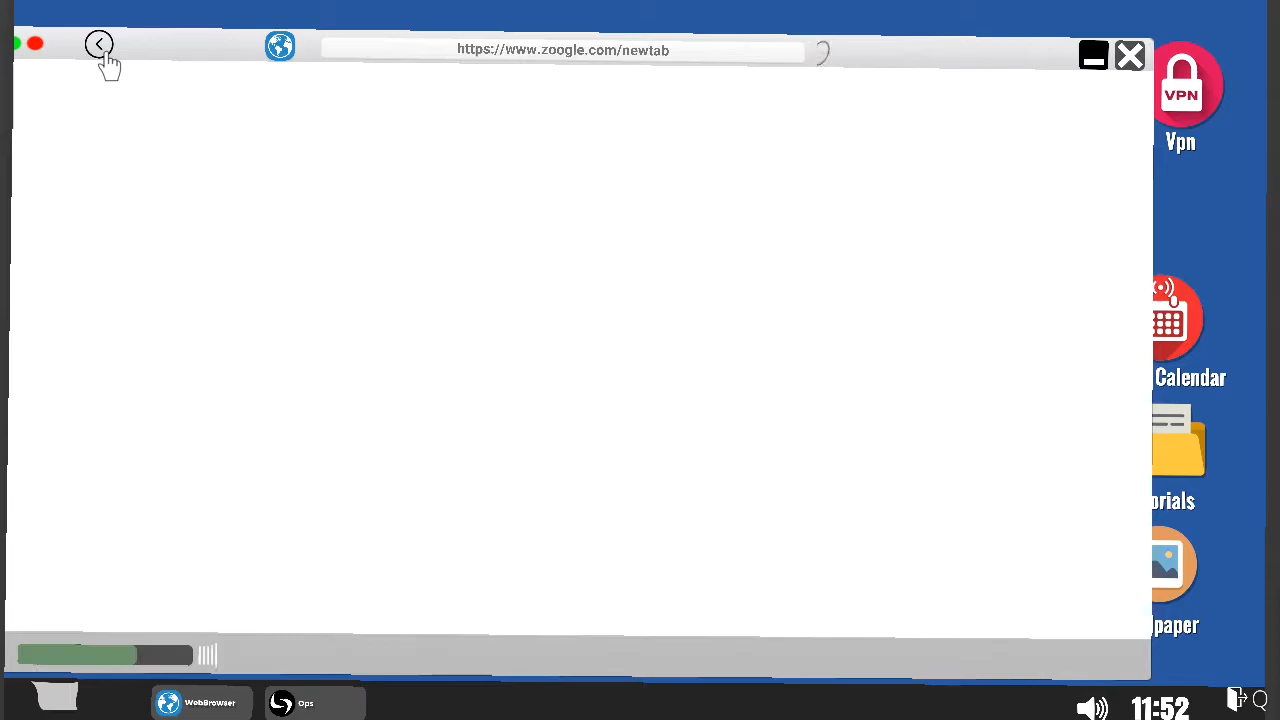 https://www.zoogle.com/newtab
VPN
Vpn
Calendar
orials
paper
WebBrowser
Ops
11:52
Q